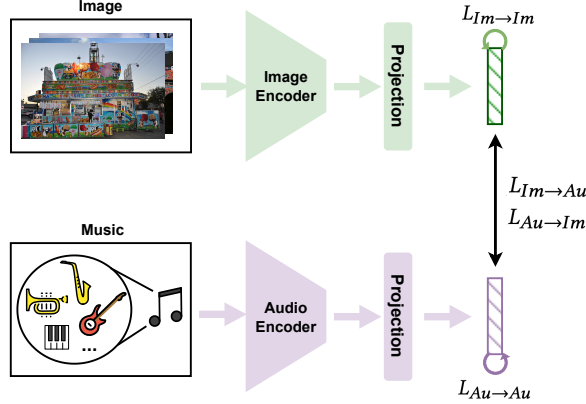 Image
Image
Encoder
Projection
L_{Im→Im}
L_{Im→Au}
L_{Au→Im}
Music
...
Audio
Encoder
Projection
L_{Au→Au}